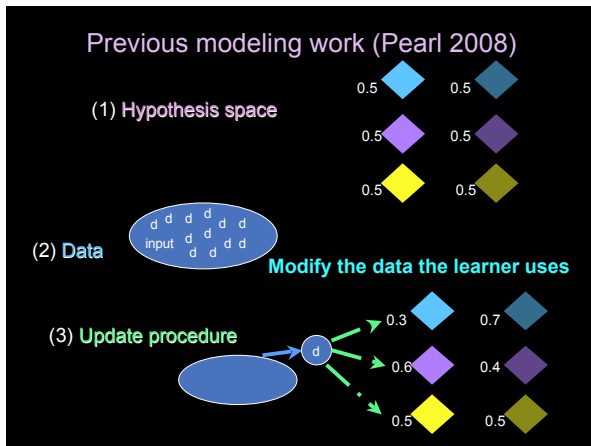 Previous modeling work (Pearl 2008)
0.5 0.5
(1) Hypothesis space
0.5 0.5
0.5 0.5
d d d d d d
input d d d d
d d
(2) Data
Modify the data the learner uses
(3) Update procedure
d
0.3 0.7
0.6 0.4
0.5 0.5